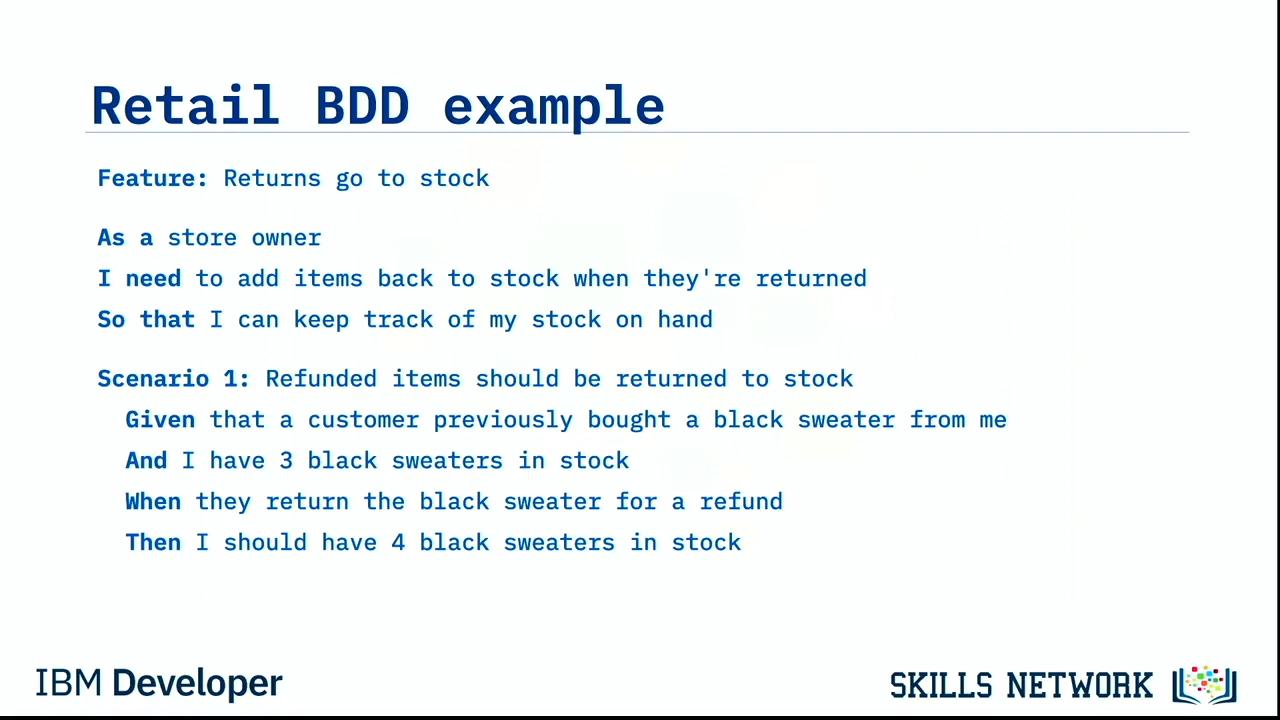 Retail BDD example
Feature: Returns go to stock
As a store owner
I need to add items back to stock when they're returned
So that I can keep track of my stock on hand
Scenario 1: Refunded items should be returned to stock
Given that a customer previously bought a black sweater from me
And I have 3 black sweaters in stock
When they return the black sweater for a refund
Then I should have 4 black sweaters in stock
IBM Developer
SKILLS NETWORK